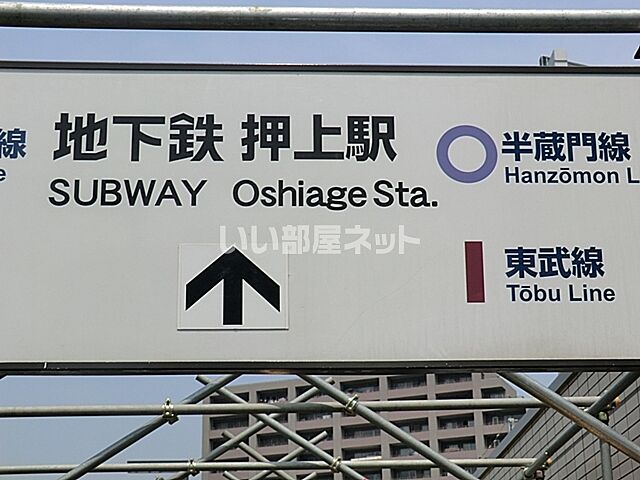 線
e
地下鉄 押上駅
SUBWAY Oshiage Sta.
半蔵門線
Hanzōmon L
いい部屋ネット
東武線
Tōbu Line